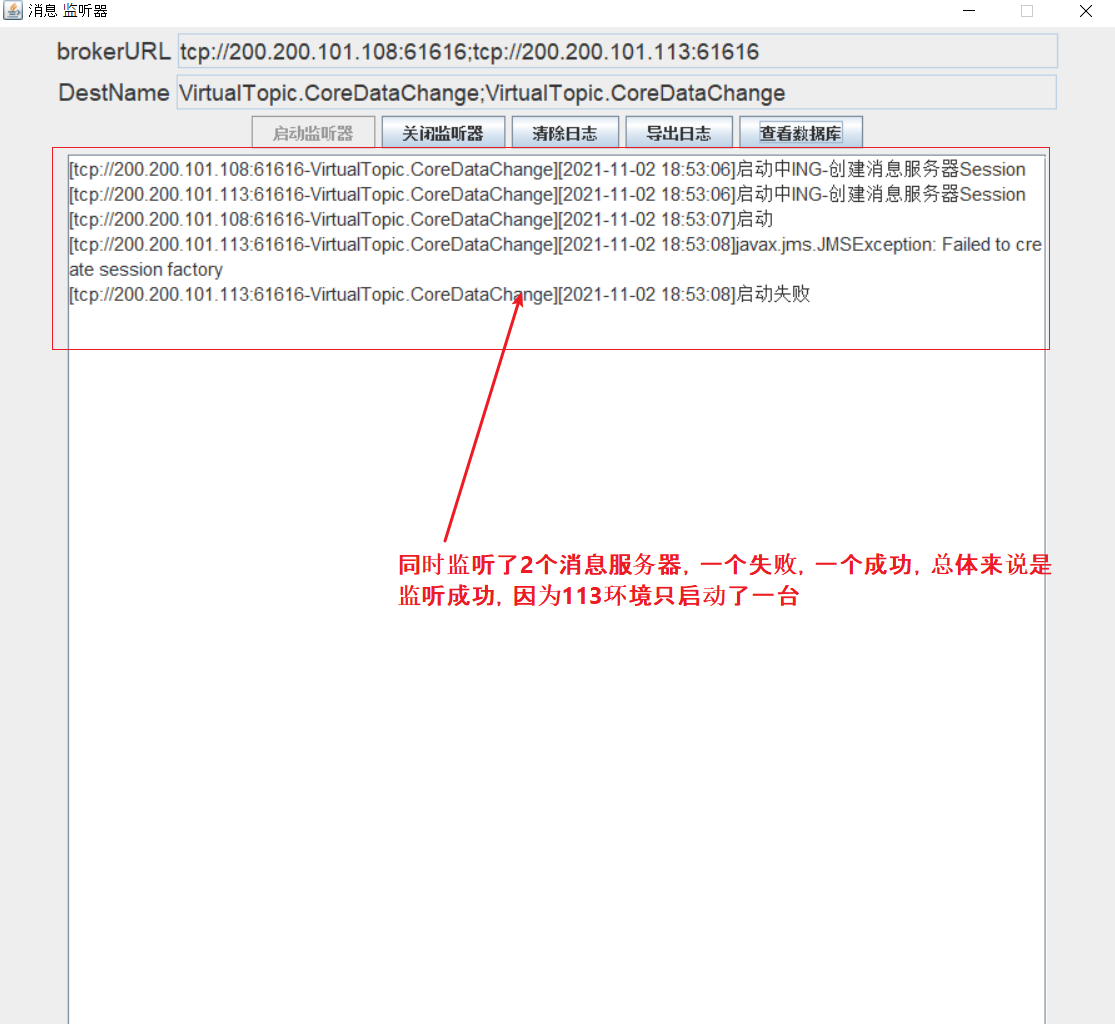 消息 监听器
brokerURL tcp://200.200.101.108:61616;tcp://200.200.101.113:61616
DestName VirtualTopic.CoreDataChange;VirtualTopic.CoreDataChange
启动监听器 关闭监听器 清除日志 导出日志 查看数据库
[tcp://200.200.101.108:61616-VirtualTopic.CoreDataChange][2021-11-02 18:53:06]启动中ING-创建消息服务器Session
[tcp://200.200.101.113:61616-VirtualTopic.CoreDataChange][2021-11-02 18:53:06]启动中ING-创建消息服务器Session
[tcp://200.200.101.108:61616-VirtualTopic.CoreDataChange][2021-11-02 18:53:07]启动
[tcp://200.200.101.113:61616-VirtualTopic.CoreDataChange][2021-11-02 18:53:08]javax.jms.JMSException: Failed to cre
ate session factory
[tcp://200.200.101.113:61616-VirtualTopic.CoreDataChange][2021-11-02 18:53:08]启动失败
同时监听了2个消息服务器, 一个失败, 一个成功, 总体来说是
监听成功, 因为113环境只启动了一台